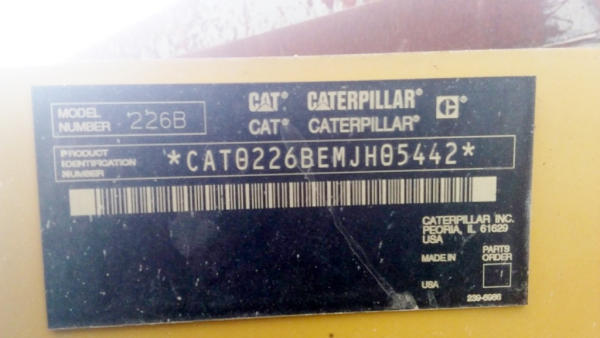 MODEL NUMBER 226B
CAT® CATERPILLAR® C®
CAT® CATERPILLAR®
PRODUCT IDENTIFICATION NUMBER *CAT0226BEMJH05442*
CATERPILLAR INC.
PEORIA, IL 61629
USA
MADE IN PARTS ORDER
USA
239-5966